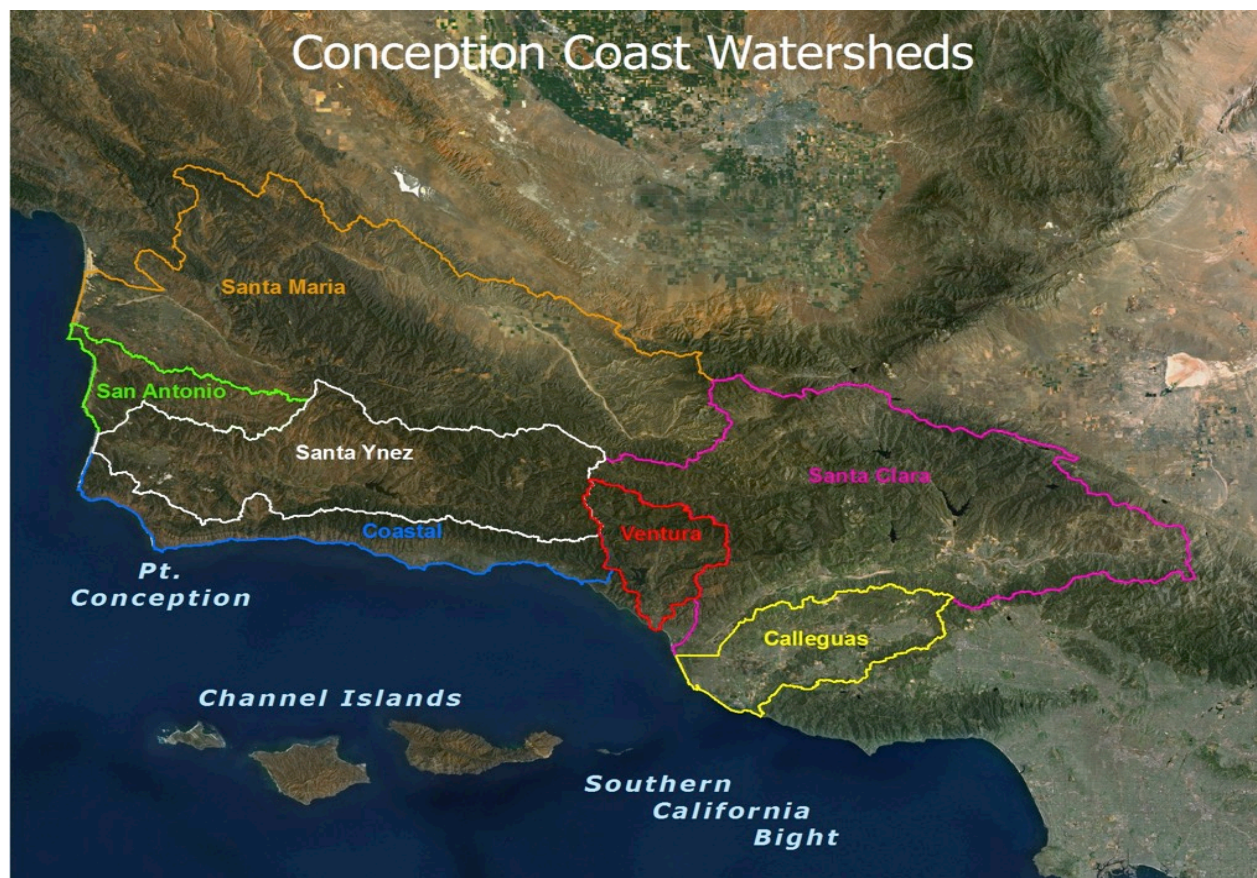 Conception Coast Watersheds
Santa Maria
San Antonio
Santa Ynez
Santa Clara
Coastal
Ventura
Pt.
Conception
Calleguas
Channel Islands
Southern
California
Bight